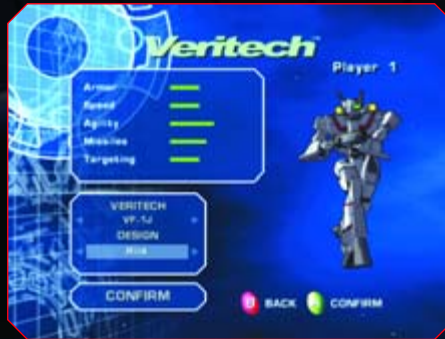 Veritech
Player 1
Armor
Speed
Agility
Missiles
Targeting
VERITECH
VF-1J
DESIGN
Rick
CONFIRM
B BACK A CONFIRM